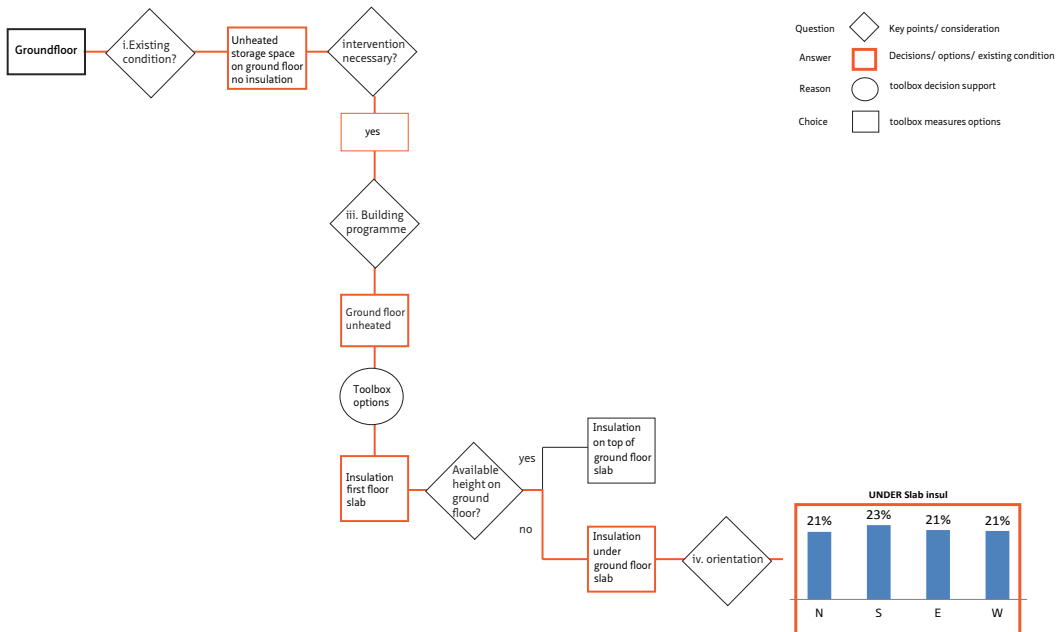 Groundfloor
i.Existing
condition?
Unheated
storage space
on ground floor
no insulation
intervention
necessary?
yes
iii. Building
programme
Ground floor
unheated
Toolbox
options
Insulation
first floor
slab
Available
height on
ground
floor?
yes
Insulation
on top of
ground floor
slab
no
Insulation
under
ground floor
slab
iv. orientation
UNDER Slab insul
21%
23%
21%
21%
N
S
E
W
Question
Key points/ consideration
Answer
Decisions/ options/ existing condition
Reason
toolbox decision support
Choice
toolbox measures options